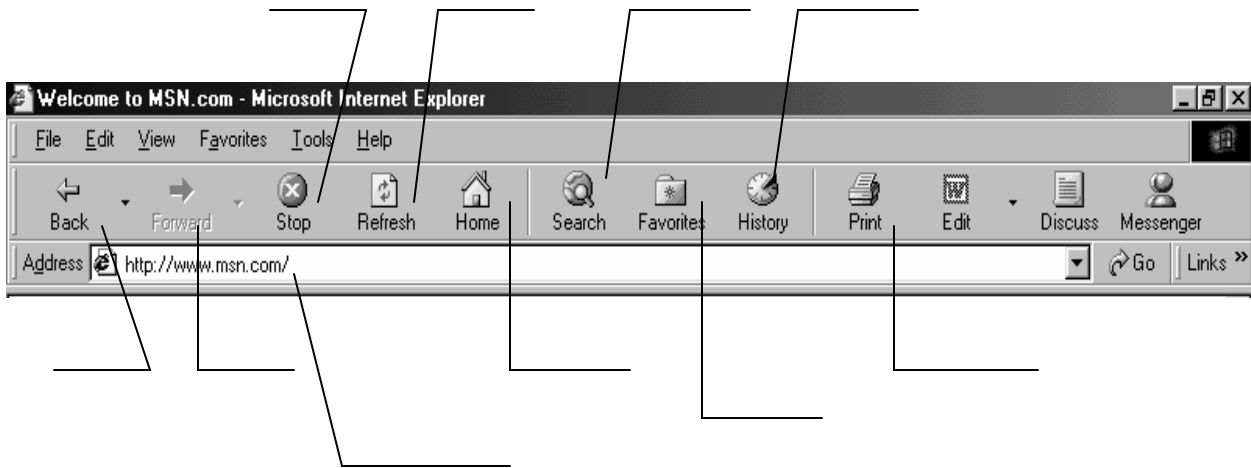 Welcome to MSN.com - Microsoft Internet Explorer
File Edit View Favorites Tools Help
Back Forward Stop Refresh Home Search Favorites History Print Edit Discuss Messenger
Address http://www.msn.com/ Go Links »